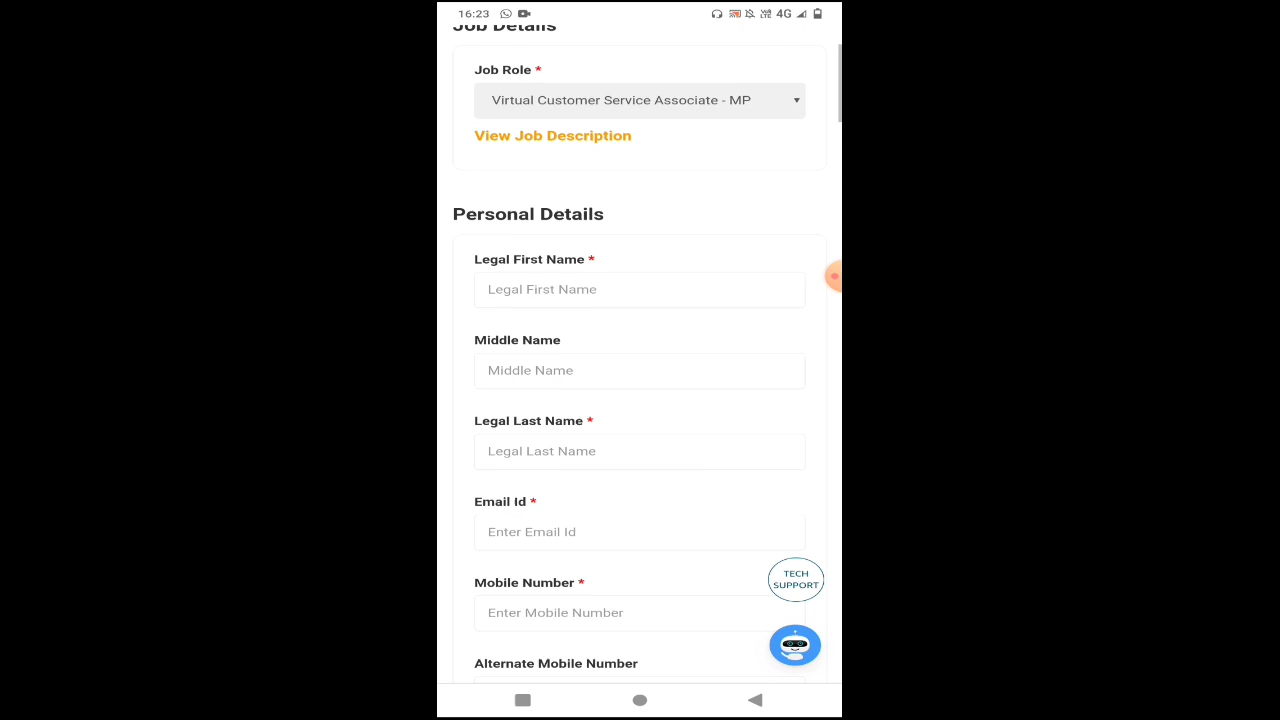 16:23 4G
Job Details
Job Role *
Virtual Customer Service Associate - MP
View Job Description
Personal Details
Legal First Name *
Legal First Name
Middle Name
Middle Name
Legal Last Name *
Legal Last Name
Email Id *
Enter Email Id
TECH
SUPPORT
Mobile Number *
Enter Mobile Number
Alternate Mobile Number